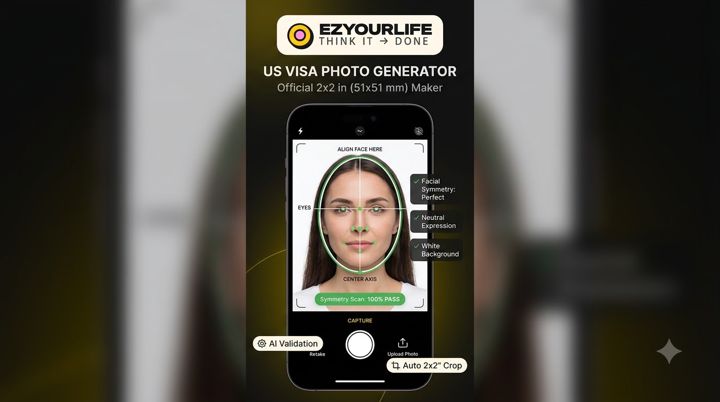 EZYOURLIFE
THINK IT → DONE
US VISA PHOTO GENERATOR
Official 2x2 in (51x51 mm) Maker
ALIGN FACE HERE
EYES
✓ Facial
Symmetry:
Perfect
✓ Neutral
Expression
✓ White
Background
CENTER AXIS
Symmetry Scan: 100% PASS
CAPTURE
AI Validation
Retake
Upload Photo
Auto 2x2" Crop